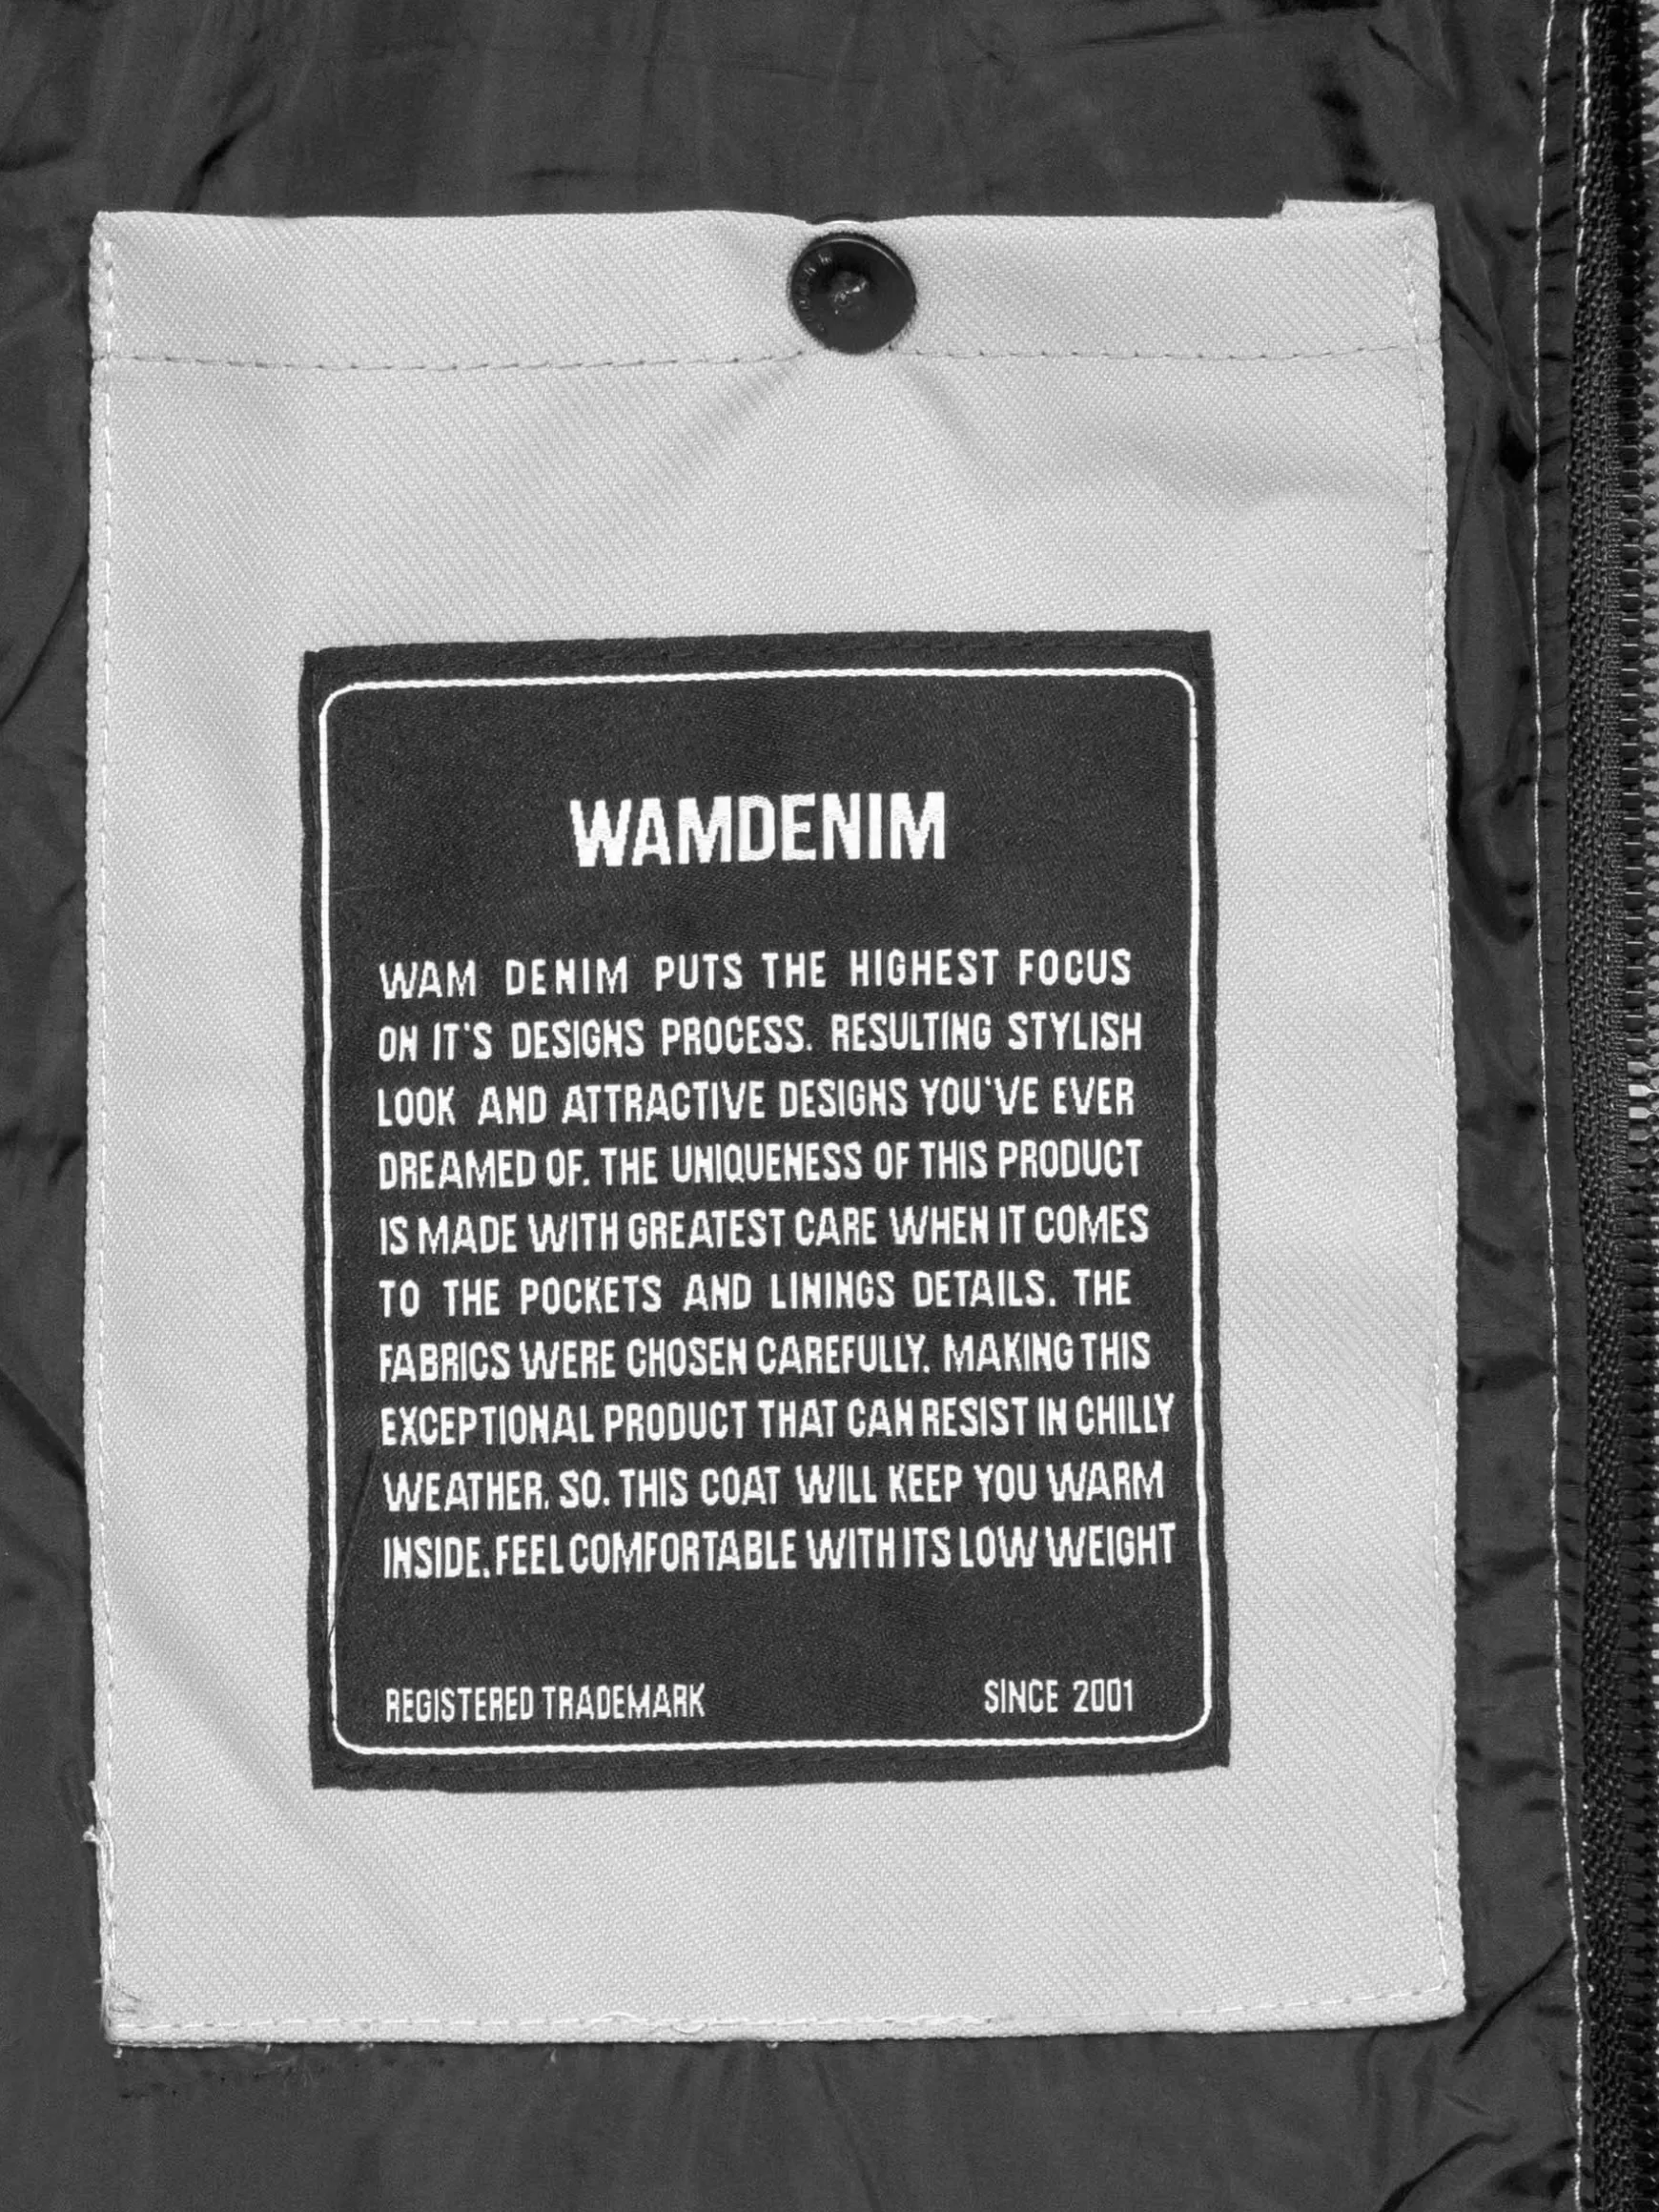 WAMDENIM
WAM DENIM PUTS THE HIGHEST FOCUS
ON IT'S DESIGNS PROCESS. RESULTING STYLISH
LOOK AND ATTRACTIVE DESIGNS YOU'VE EVER
DREAMED OF. THE UNIQUENESS OF THIS PRODUCT
IS MADE WITH GREATEST CARE WHEN IT COMES
TO THE POCKETS AND LININGS DETAILS. THE
FABRICS WERE CHOSEN CAREFULLY. MAKING THIS
EXCEPTIONAL PRODUCT THAT CAN RESIST IN CHILLY
WEATHER. SO. THIS COAT WILL KEEP YOU WARM
INSIDE. FEEL COMFORTABLE WITH ITS LOW WEIGHT
REGISTERED TRADEMARK SINCE 2001